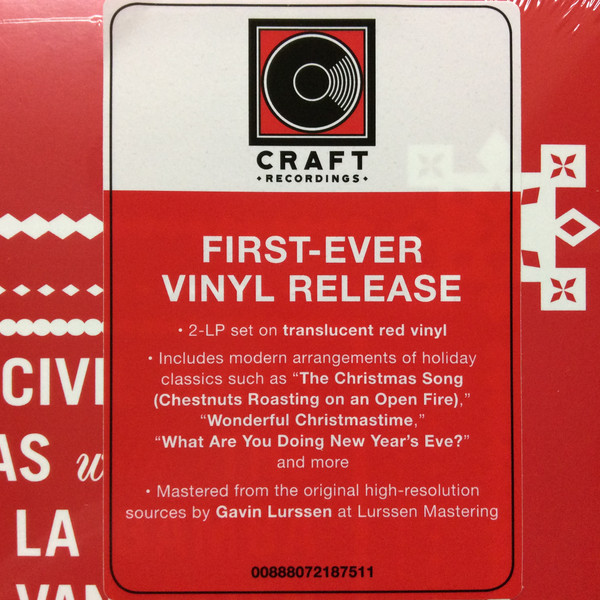 CRAFT
RECORDINGS
FIRST-EVER
VINYL RELEASE
• 2-LP set on translucent red vinyl
• Includes modern arrangements of holiday
classics such as “The Christmas Song
(Chestnuts Roasting on an Open Fire),”
“Wonderful Christmastime,”
“What Are You Doing New Year’s Eve?”
and more
• Mastered from the original high-resolution
sources by Gavin Lurssen at Lurssen Mastering
00888072187511
CIVI
AS w
LA
VAN